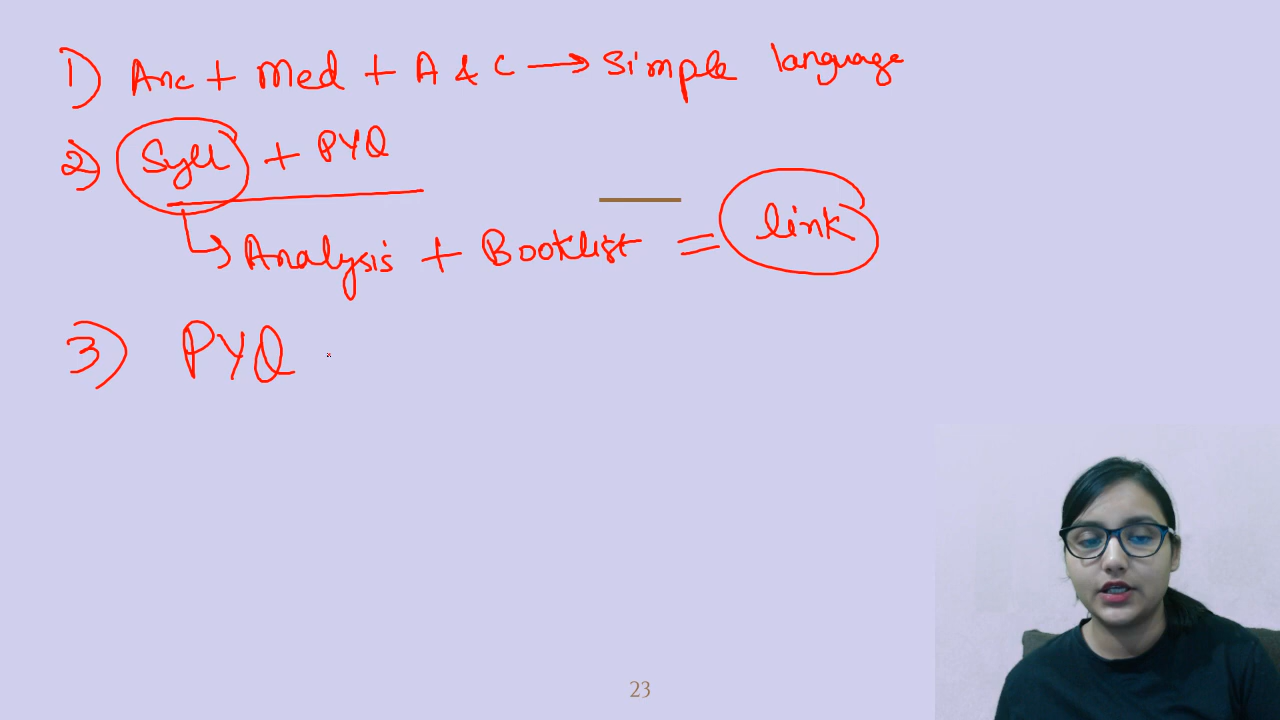 1) Anc + Med + A & C → Simple language
2) Syll + PYQ
↳ Analysis + Booklist = link
3) PYQ
23